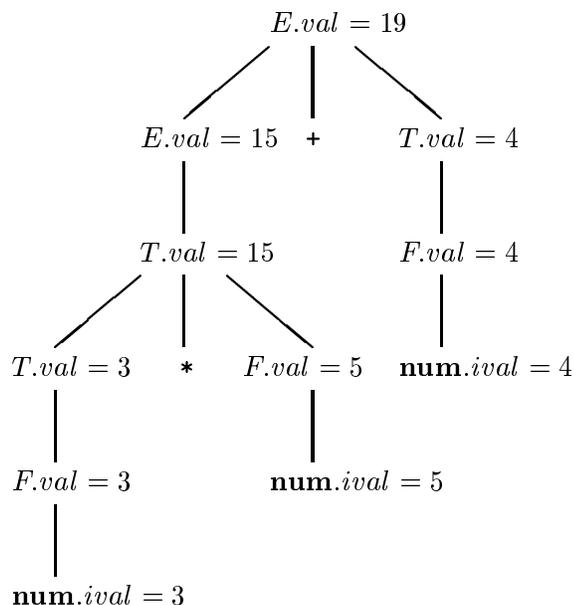 E.val = 19
E.val = 15 + T.val = 4
T.val = 15 F.val = 4
T.val = 3 * F.val = 5 num.ival = 4
F.val = 3 num.ival = 5
num.ival = 3